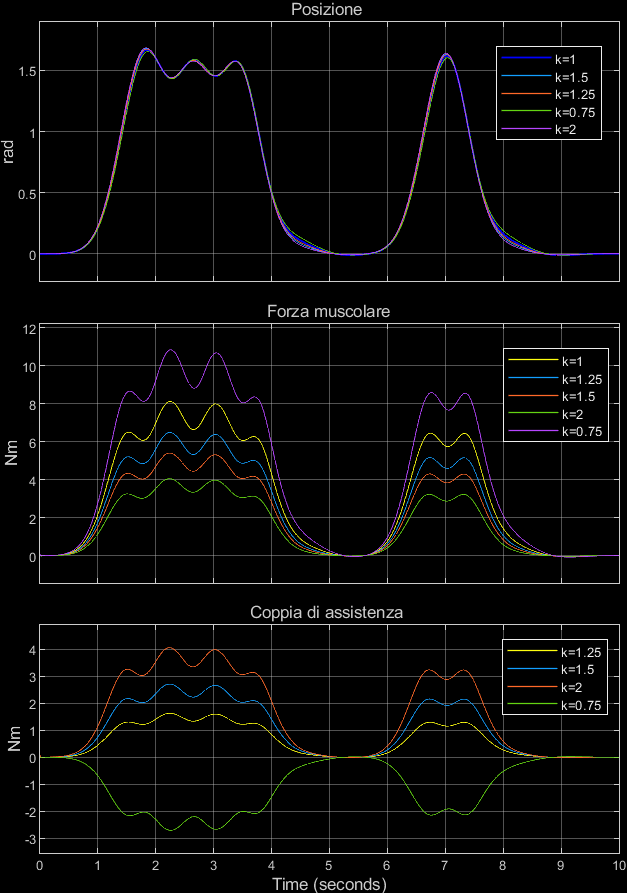 Posizione
1.5
1
0.5
0
rad
k=1
k=1.5
k=1.25
k=0.75
k=2
Forza muscolare
12
10
8
6
4
2
0
Nm
k=1
k=1.25
k=1.5
k=2
k=0.75
Coppia di assistenza
4
3
2
1
0
-1
-2
-3
Nm
k=1.25
k=1.5
k=2
k=0.75
0 1 2 3 4 5 6 7 8 9 10
Time (seconds)